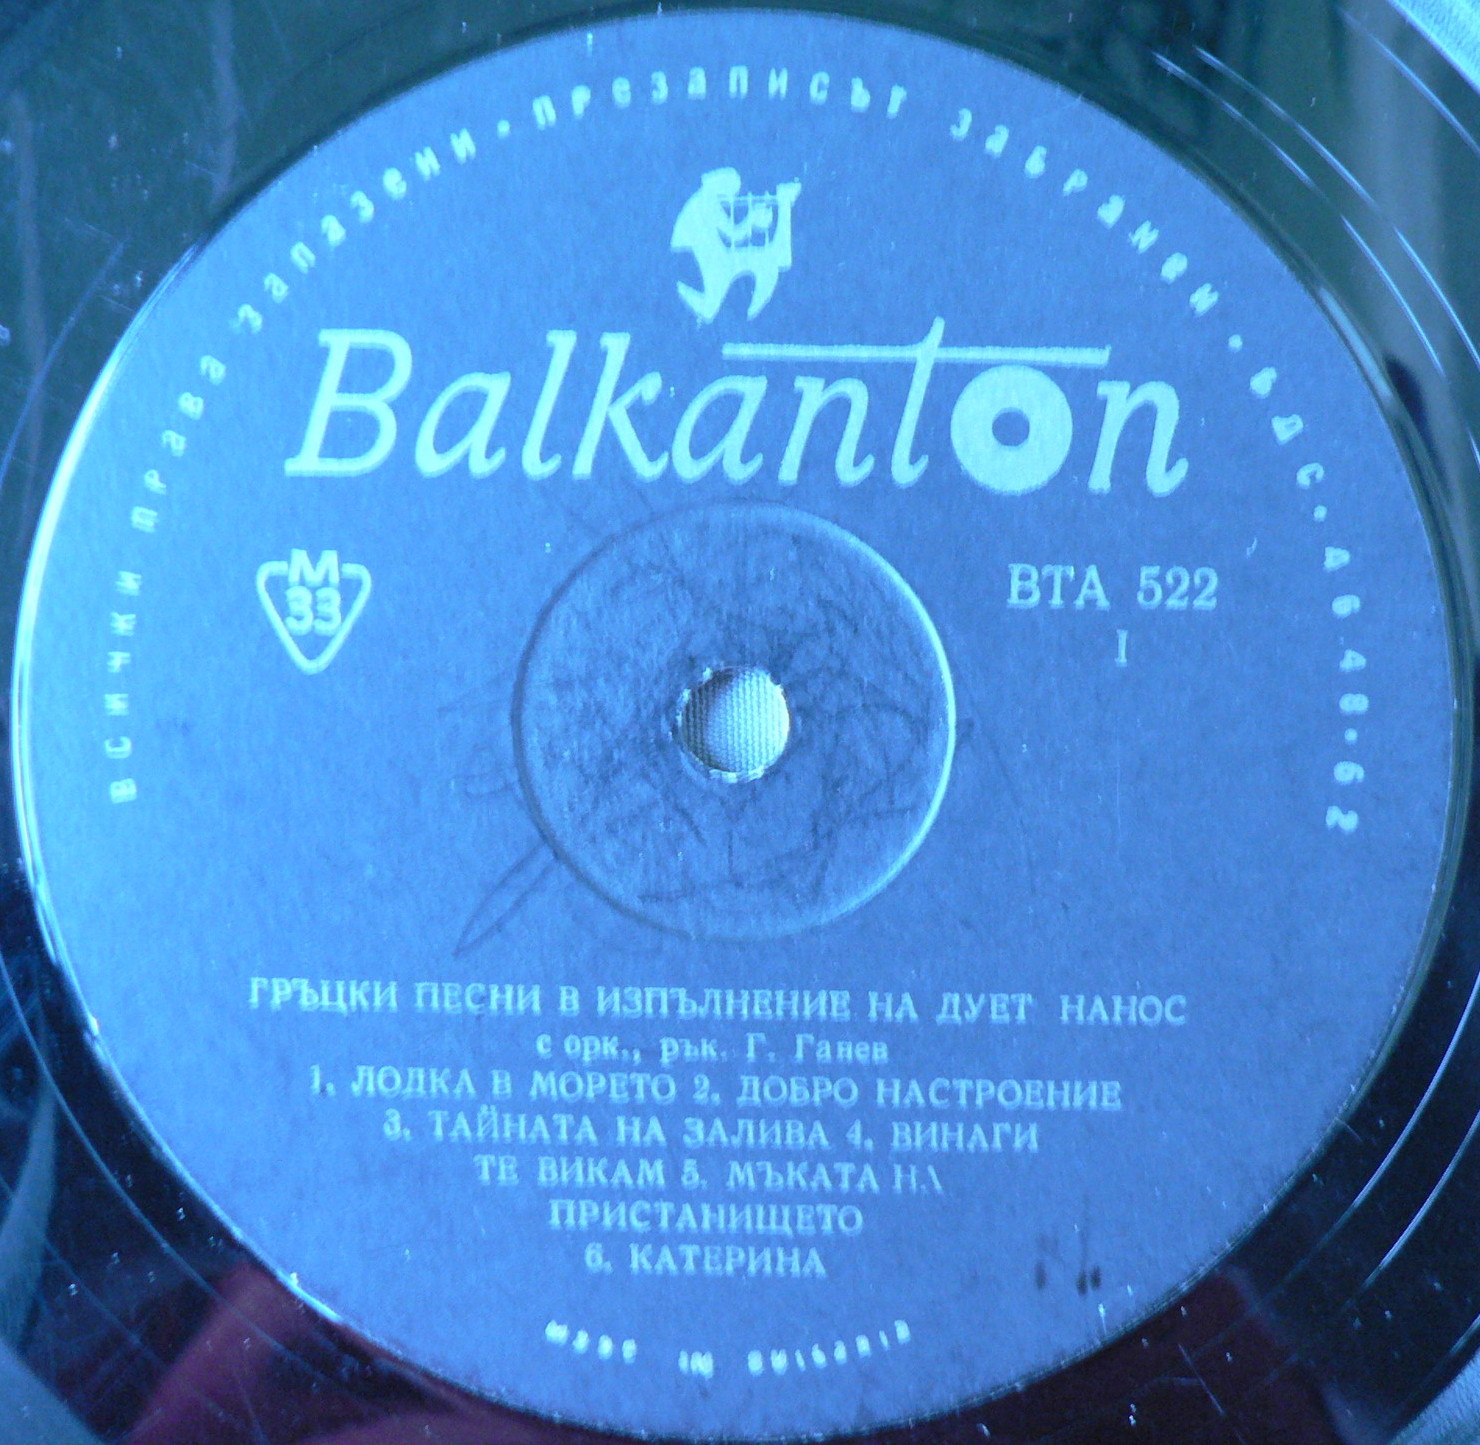 всички права запазени · презаписът забранен · БДС · 4648 · 62
Balkanton
М
33
ВТА 522
I
ГРЪЦКИ ПЕСНИ В ИЗПЪЛНЕНИЕ НА ДУЕТ НАНОС
с орк., рък. Г. Ганев
1. ЛОДКА В МОРЕТО 2. ДОБРО НАСТРОЕНИЕ
3. ТАЙНАТА НА ЗАЛИВА 4. ВИНАГИ
ТЕ ВИКАМ 5. МЪКАТА НА
ПРИСТАНИЩЕТО
6. КАТЕРИНА
MADE IN BULGARIA